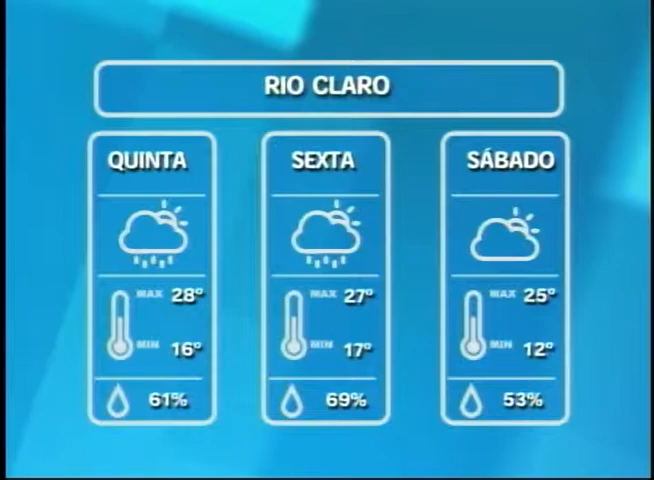 RIO CLARO
QUINTA
MAX 28º
MIN 16º
61%
SEXTA
MAX 27º
MIN 17º
69%
SÁBADO
MAX 25º
MIN 12º
53%